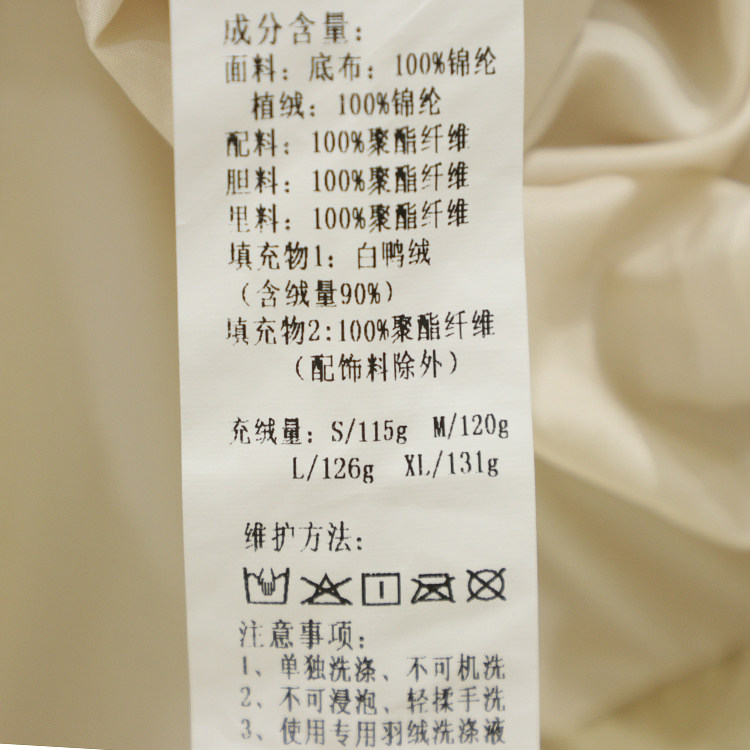 成分含量：
面料：底布：100%锦纶
植绒：100%锦纶
配料：100%聚酯纤维
胆料：100%聚酯纤维
里料：100%聚酯纤维
填充物1：白鸭绒
（含绒量90%）
填充物2:100%聚酯纤维
（配饰料除外）
充绒量：S/115g M/120g
L/126g XL/131g
维护方法：
注意事项：
1、单独洗涤、不可机洗
2、不可浸泡、轻揉手洗
3、使用专用羽绒洗涤液